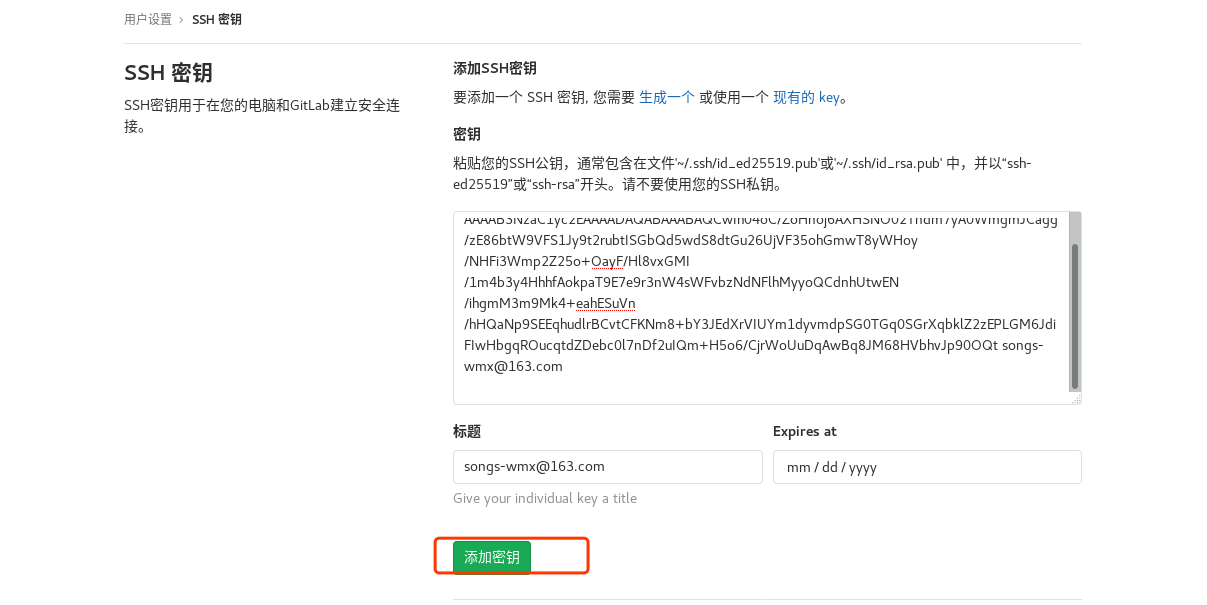 用户设置 › SSH 密钥
SSH 密钥
SSH密钥用于在您的电脑和GitLab建立安全连
接。
添加SSH密钥
要添加一个 SSH 密钥, 您需要 生成一个 或使用一个 现有的 key。
密钥
粘贴您的SSH公钥，通常包含在文件'~/.ssh/id_ed25519.pub'或'~/.ssh/id_rsa.pub' 中，并以“ssh-
ed25519”或“ssh-rsa”开头。请不要使用您的SSH私钥。
/zE86btW9VFS1Jy9t2rubtISGbQd5wdS8dtGu26UjVF35ohGmwT8yWHoy
/NHFi3Wmp2Z25o+OayF/Hl8vxGMI
/1m4b3y4HhhfAokpaT9E7e9r3nW4sWFvbzNdNFlhMyyoQCdnhUtwEN
/ihgmM3m9Mk4+eahESuVn
/hHQaNp9SEEqhudlrBCvtCFKNm8+bY3JEdXrVIUYm1dyvmdpSG0TGq0SGrXqbklZ2zEPLGM6Jdi
FIwHbgqROucqtdZDebc0l7nDf2uIQm+H5o6/CjrWoUuDqAwBq8JM68HVbhvJp90OQt songs-
wmx@163.com
标题
Expires at
songs-wmx@163.com
mm / dd / yyyy
Give your individual key a title
添加密钥